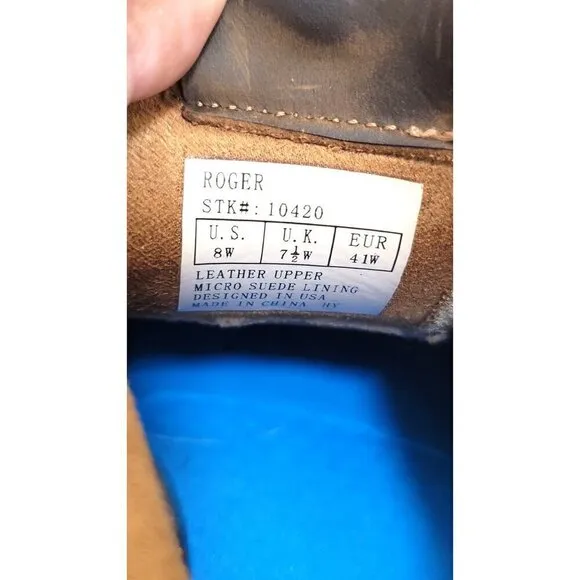 ROGER
STK#: 10420
U.S. U.K. EUR
8W 7½W 41W
LEATHER UPPER
MICRO SUEDE LINING
DESIGNED IN USA
MADE IN CHINA HY